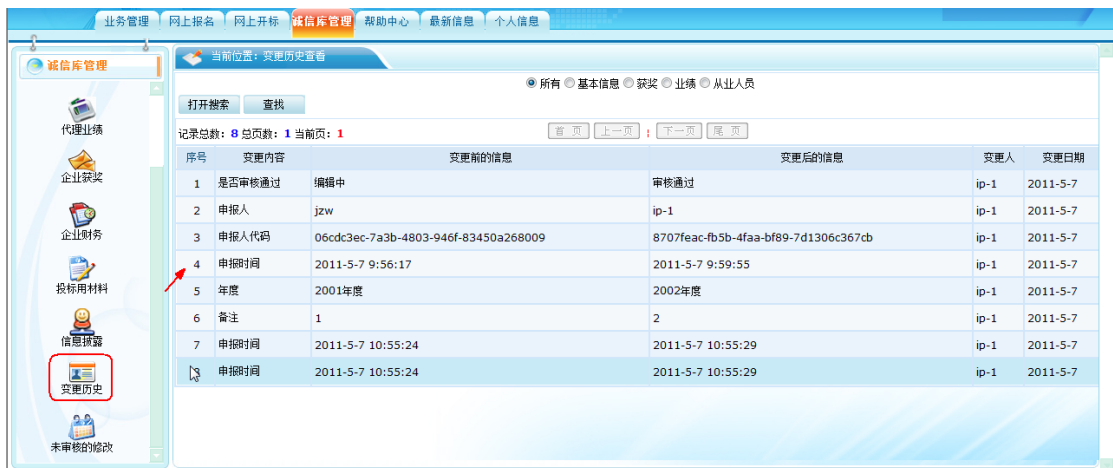 业务管理 网上报名 网上开标 诚信库管理 帮助中心 最新信息 个人信息
诚信库管理
代理业绩
企业获奖
企业财务
投标用材料
信息披露
变更历史
未审核的修改
当前位置：变更历史查看
所有 基本信息 获奖 业绩 从业人员
打开搜索 查找
记录总数：8 总页数：1 当前页：1 首 页 上一页 1 下一页 尾 页
序号 变更内容 变更前的信息 变更后的信息 变更人 变更日期
1 是否审核通过 编辑中 审核通过 ip-1 2011-5-7
2 申报人 jzw ip-1 ip-1 2011-5-7
3 申报人代码 06cdc3ec-7a3b-4803-946f-83450a268009 8707feac-fb5b-4faa-bf89-7d1306c367cb ip-1 2011-5-7
4 申报时间 2011-5-7 9:56:17 2011-5-7 9:59:55 ip-1 2011-5-7
5 年度 2001年度 2002年度 ip-1 2011-5-7
6 备注 1 2 ip-1 2011-5-7
7 申报时间 2011-5-7 10:55:24 2011-5-7 10:55:29 ip-1 2011-5-7
8 申报时间 2011-5-7 10:55:24 2011-5-7 10:55:29 ip-1 2011-5-7